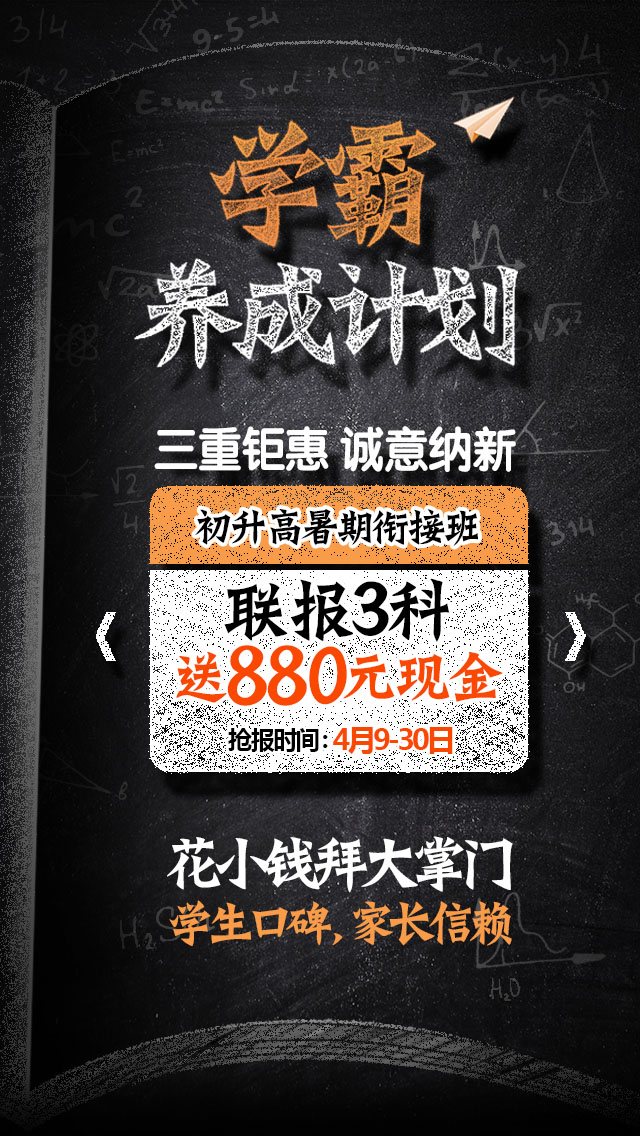 学霸
养成计划
三重钜惠 诚意纳新
初升高暑期衔接班
联报3科
送880元现金
抢报时间：4月9-30日
花小钱拜大掌门
学生口碑，家长信赖